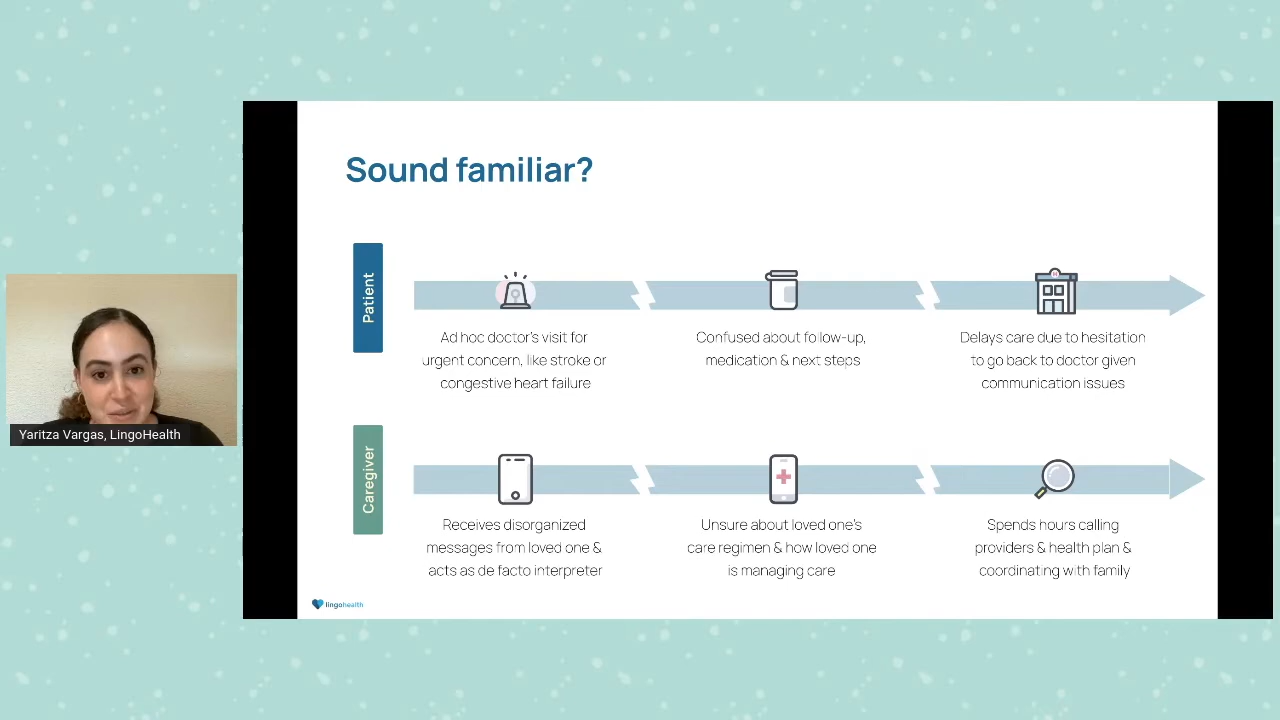 Sound familiar?
Patient
Ad hoc doctor's visit for
urgent concern, like stroke or
congestive heart failure
Confused about fo low-up,
medication & next steps
Delays care due to hesitation
to go back to doctor given
communication issues
Yaritza Vargas, LingoHealth
Caregiver
Receives disorganized
messages from loved one &
acts as de facto interpreter
Unsure about loved one's
care regimen & how loved one
is managing care
Spends hours calling
providers & health plan &
coordinating with family
lingohealth